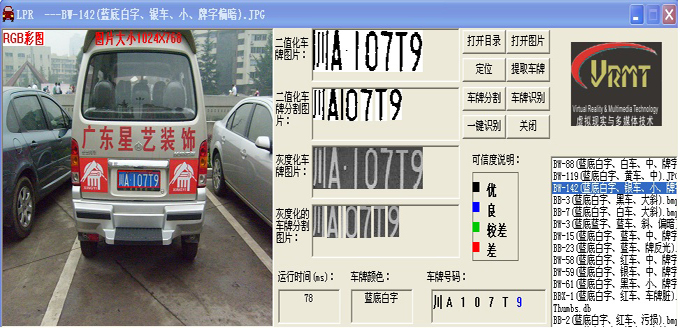 LPR ---BW-142(蓝底白字、银车、小、牌字偏暗).JPG
RGB彩图
图片大小1024X768
广东星艺装饰
川A·107T9
二值化车牌图片：
川A·107T9
二值化车牌分割图片：
川A107T9
灰度化车牌图片：
川A·107T9
灰度化的车牌分割图片：
川A107T9
打开目录
打开图片
定位
提取车牌
车牌分割
车牌识别
一键识别
关闭
可信度说明：
优
良
较差
差
运行时间(ms)：
78
车牌颜色：
蓝底白字
车牌号码：
川 A 1 0 7 T 9
VRMT
Virtual Reality & Multimedia Technology
虚拟现实与多媒体技术
BW-88(蓝底白字、白车、中、牌字
BW-119(蓝底白字、黄车、中).JPG
BW-142(蓝底白字、银车、小、牌
BB-3(蓝底白字、黑车、大斜).bmp
BB-7(蓝底白字、白车、大斜).bmp
BW-3(蓝底蓝字、蓝车、斜、偏暗
BW-15(蓝底白字、蓝车、中、牌字
BB-23(蓝底白字、蓝车、牌反光).
BW-58(蓝底白字、红车、中、牌字
BW-59(蓝底白字、银车、中、牌字
BW-61(蓝底白字、黑车、小、牌字
BBX-1(蓝底白字、红车、车牌脏).
Thumbs.db
BB-2(蓝底白字、红车、污损).bmp